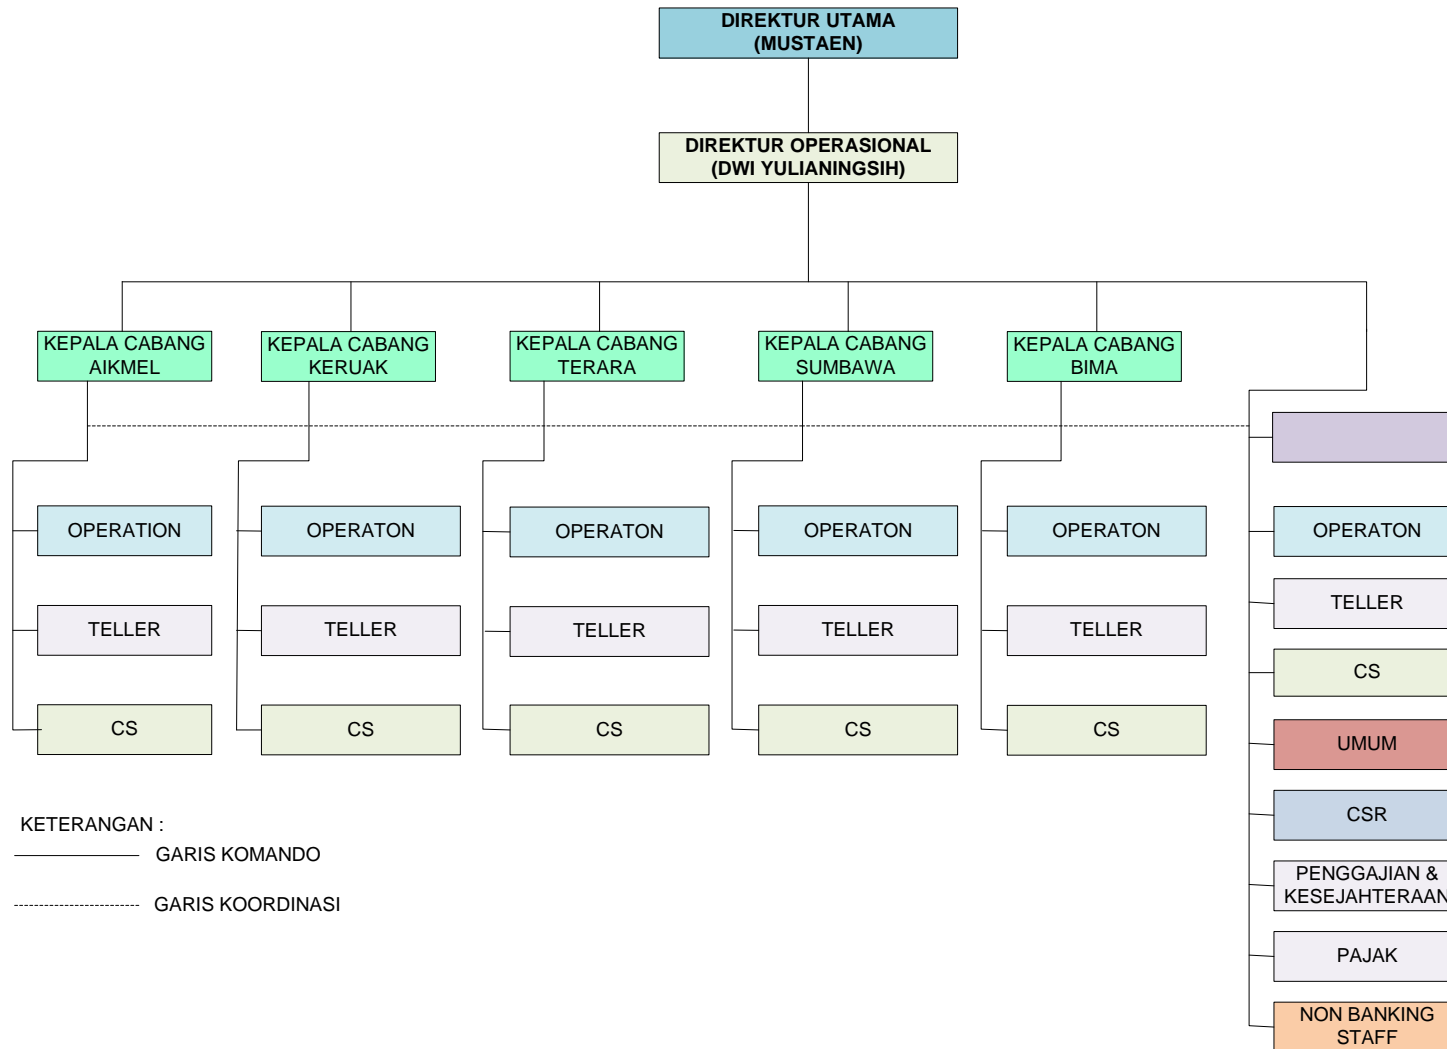 DIREKTUR UTAMA
(MUSTAEN)
DIREKTUR OPERASIONAL
(DWI YULIANINGSIH)
KEPALA CABANG
AIKMEL
KEPALA CABANG
KERUAK
KEPALA CABANG
TERARA
KEPALA CABANG
SUMBAWA
KEPALA CABANG
BIMA
OPERATION
OPERATON
OPERATON
OPERATON
OPERATON
OPERATON
TELLER
TELLER
TELLER
TELLER
TELLER
TELLER
CS
CS
CS
CS
CS
CS
UMUM
CSR
PENGGAJIAN &
KESEJAHTERAAN
PAJAK
NON BANKING
STAFF
KETERANGAN :
GARIS KOMANDO
GARIS KOORDINASI